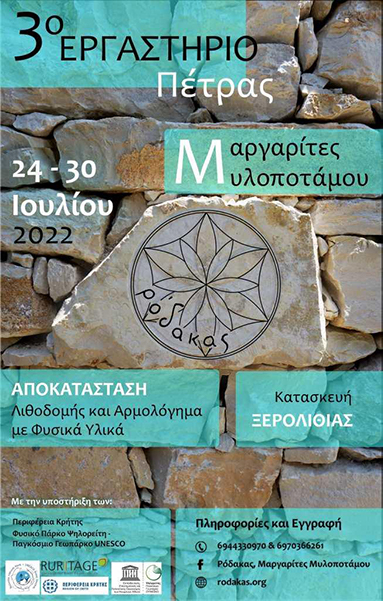 3ο ΕΡΓΑΣΤΗΡΙΟ
Πέτρας
Μαργαρίτες
Μυλοποτάμου
24 - 30
Ιουλίου
2022
ρόδακας
ΑΠΟΚΑΤΑΣΤΑΣΗ
Λιθοδομής και Αρμολόγημα
με Φυσικά Υλικά
Κατασκευή
ΞΕΡΟΛΙΘΙΑΣ
Με την υποστήριξη των:
Περιφέρεια Κρήτης
Φυσικό Πάρκο Ψηλορείτη-
Παγκόσμιο Γεωπάρκο UNESCO
RURITAGE
ΠΕΡΙΦΕΡΕΙΑ ΚΡΗΤΗΣ
Πληροφορίες και Εγγραφή
6944330970 & 6970366261
Ρόδακας, Μαργαρίτες Μυλοποτάμου
rodakas.org